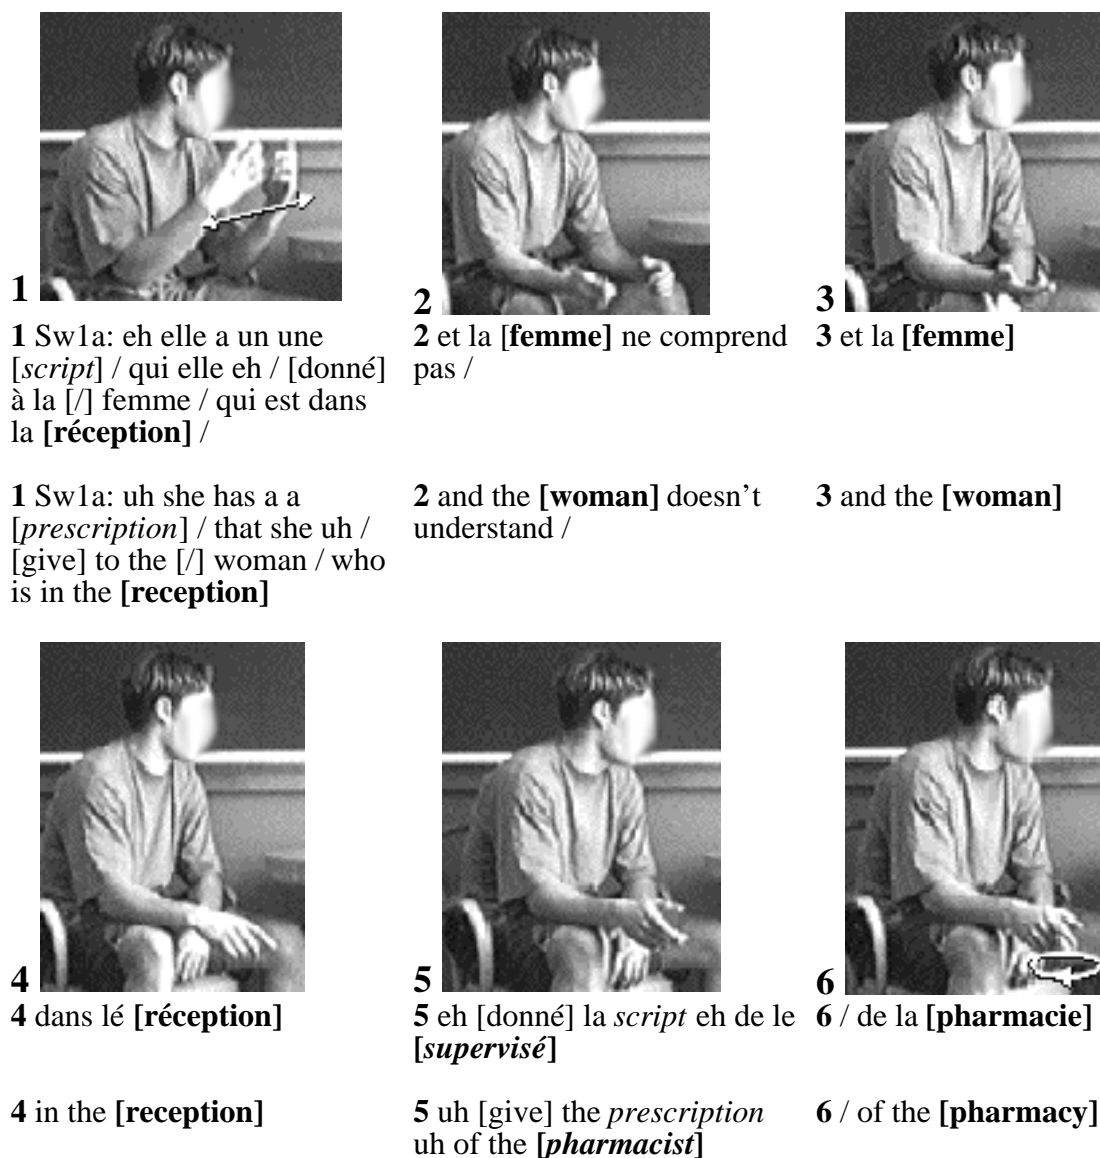 1
2
3
1 Sw1a: eh elle a un une
[script] / qui elle eh / [donné]
à la [/] femme / qui est dans
la [réception] /
2 et la [femme] ne comprend
pas /
3 et la [femme]
1 Sw1a: uh she has a a
[prescription] / that she uh /
[give] to the [/] woman / who
is in the [reception]
2 and the [woman] doesn’t
understand /
3 and the [woman]
4
5
6
4 dans lé [réception]
5 eh [donné] la script eh de le
[supervisé]
6 / de la [pharmacie]
4 in the [reception]
5 uh [give] the prescription
uh of the [pharmacist]
6 / of the [pharmacy]